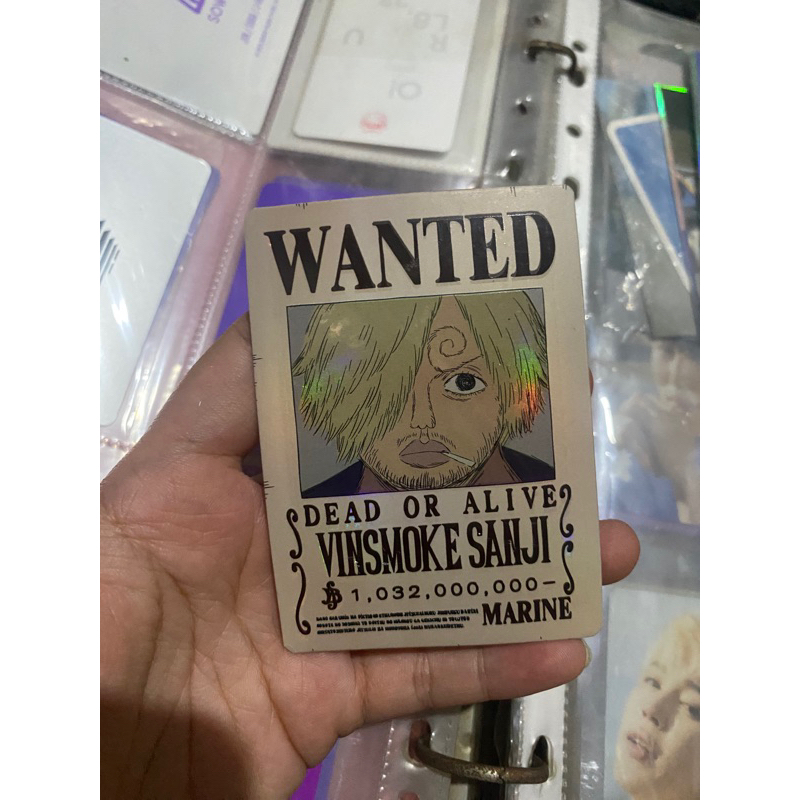 WANTED
DEAD OR ALIVE
VINSMOKE SANJI
1,032,000,000-
MARINE